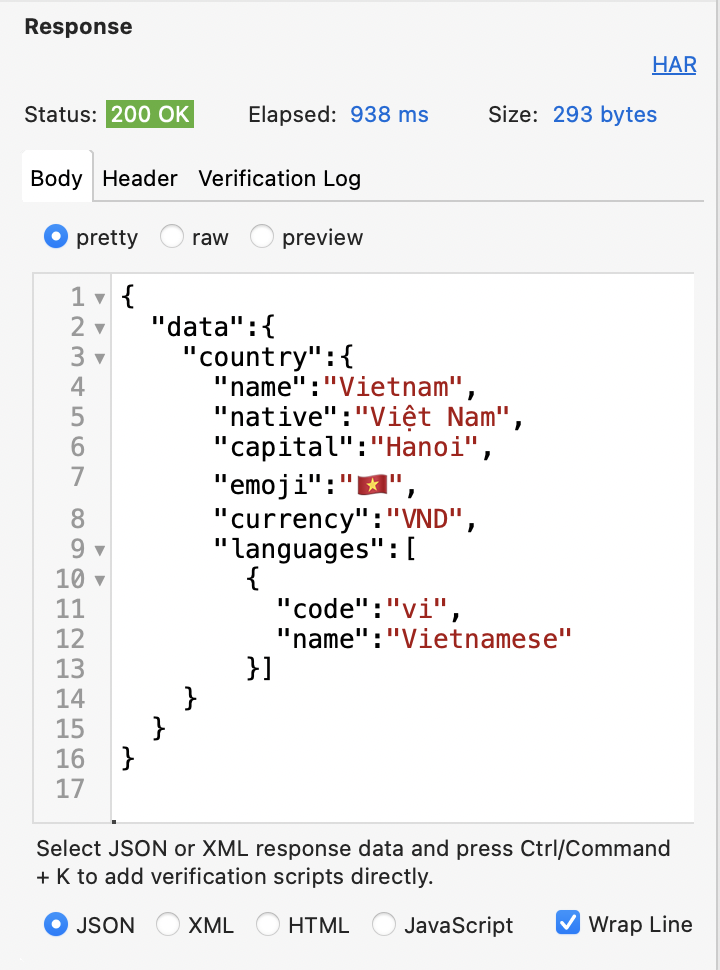 Response
HAR
Status: 200 OK Elapsed: 938 ms Size: 293 bytes
Body Header Verification Log
pretty raw preview
1 {
2 "data":{
3 "country":{
4 "name":"Vietnam",
5 "native":"Việt Nam",
6 "capital":"Hanoi",
7 "emoji":"🇻🇳",
8 "currency":"VND",
9 "languages":[
10 {
11 "code":"vi",
12 "name":"Vietnamese"
13 }]
14 }
15 }
16 }
17
Select JSON or XML response data and press Ctrl/Command
+ K to add verification scripts directly.
JSON XML HTML JavaScript Wrap Line